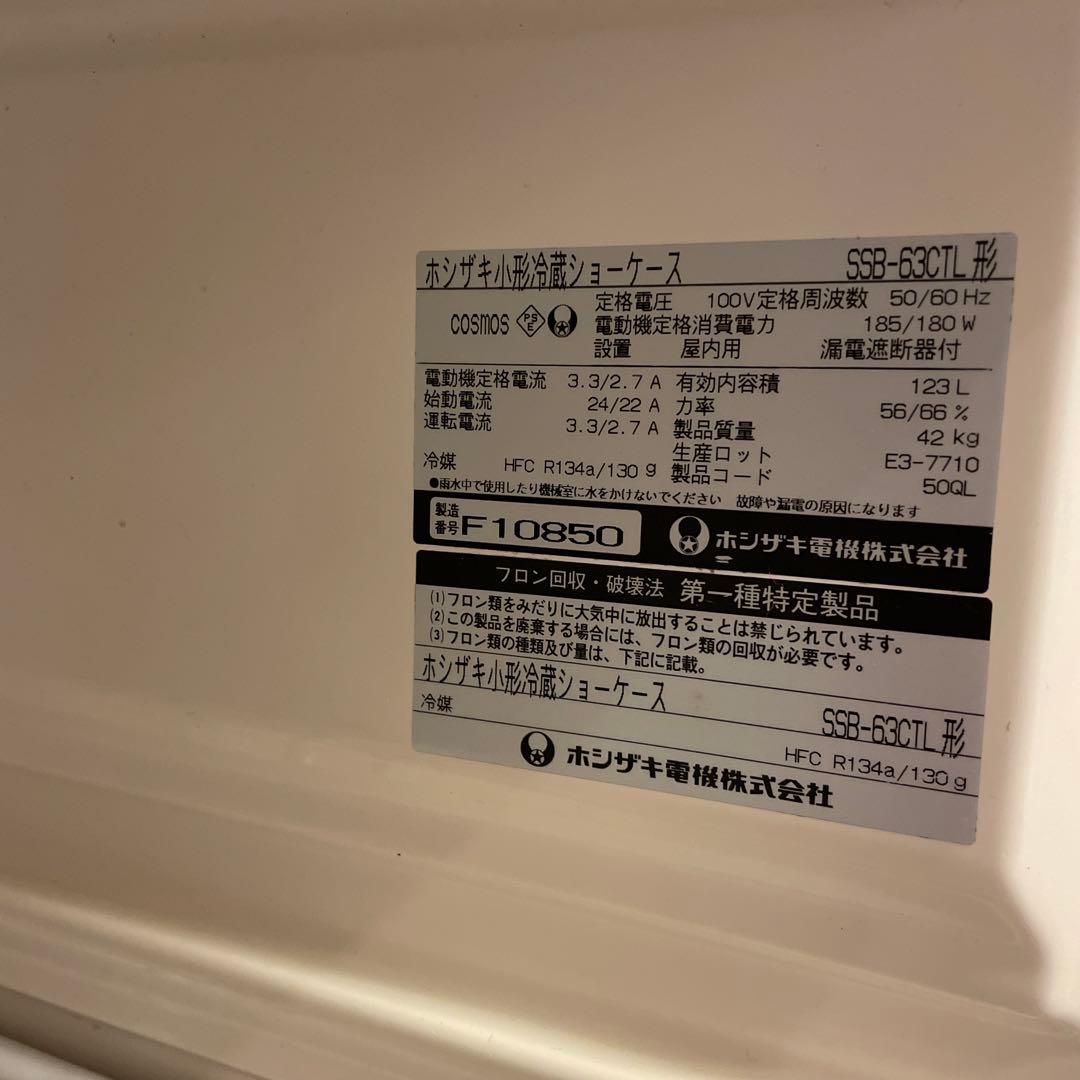 ホシザキ小形冷蔵ショーケース SSB-63CTL形
定格電圧 100V 定格周波数 50/60Hz
cosmos PSE 電動機定格消費電力 185/180W
設置 屋内用 漏電遮断器付
電動機定格電流 3.3/2.7 A 有効内容積 123L
始動電流 24/22 A 力率 56/66 %
運転電流 3.3/2.7 A 製品質量 42 kg
生産ロット E3-7710
冷媒 HFC R134a/130 g 製品コード 50QL
●雨水中で使用したり機械室に水をかけないでください 故障や漏電の原因になります
製造番号 F10850 ホシザキ電機株式会社
フロン回収・破壊法 第一種特定製品
(1)フロン類をみだりに大気中に放出することは禁じられています。
(2)この製品を廃棄する場合には、フロン類の回収が必要です。
(3)フロン類の種類及び量は、下記に記載。
ホシザキ小形冷蔵ショーケース SSB-63CTL形
冷媒 HFC R134a/130 g
ホシザキ電機株式会社